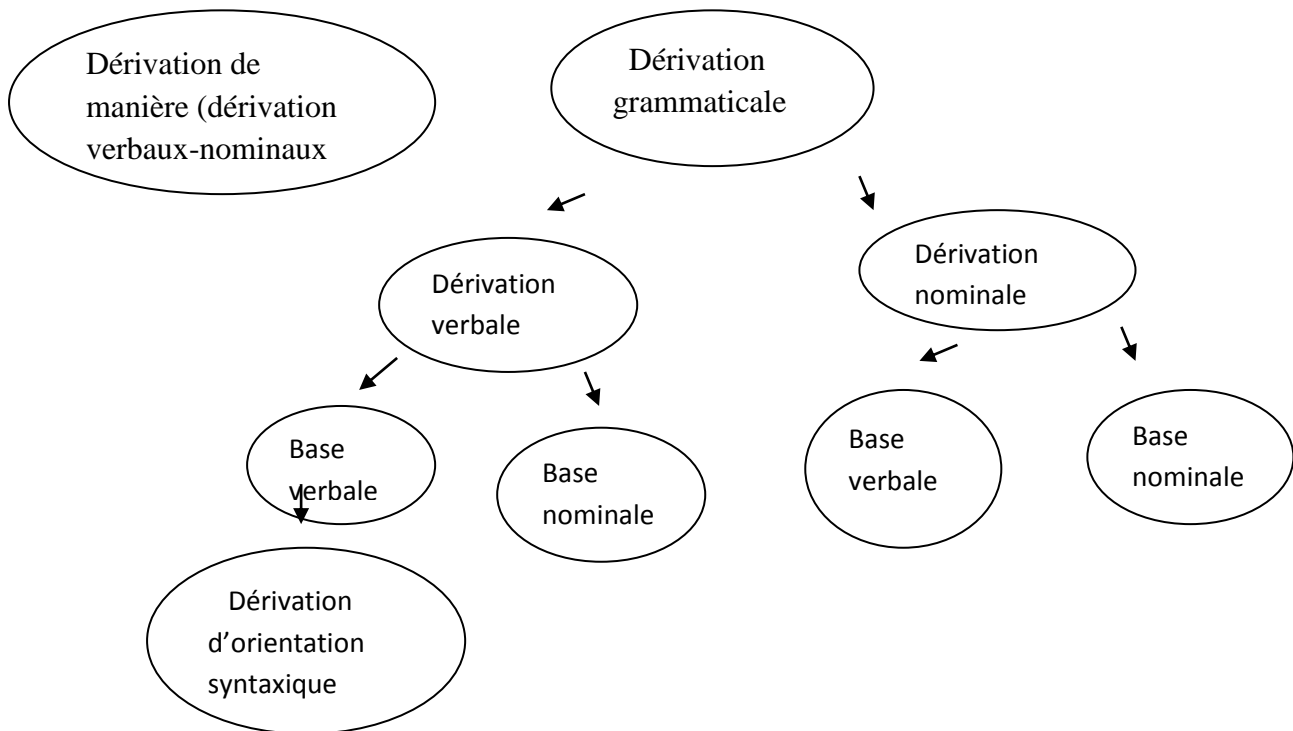 Dérivation de
manière (dérivation
verbaux-nominaux
Dérivation
grammaticale
Dérivation
verbale
Dérivation
nominale
Base
verbale
Base
nominale
Base
verbale
Base
nominale
Dérivation
d’orientation
syntaxique